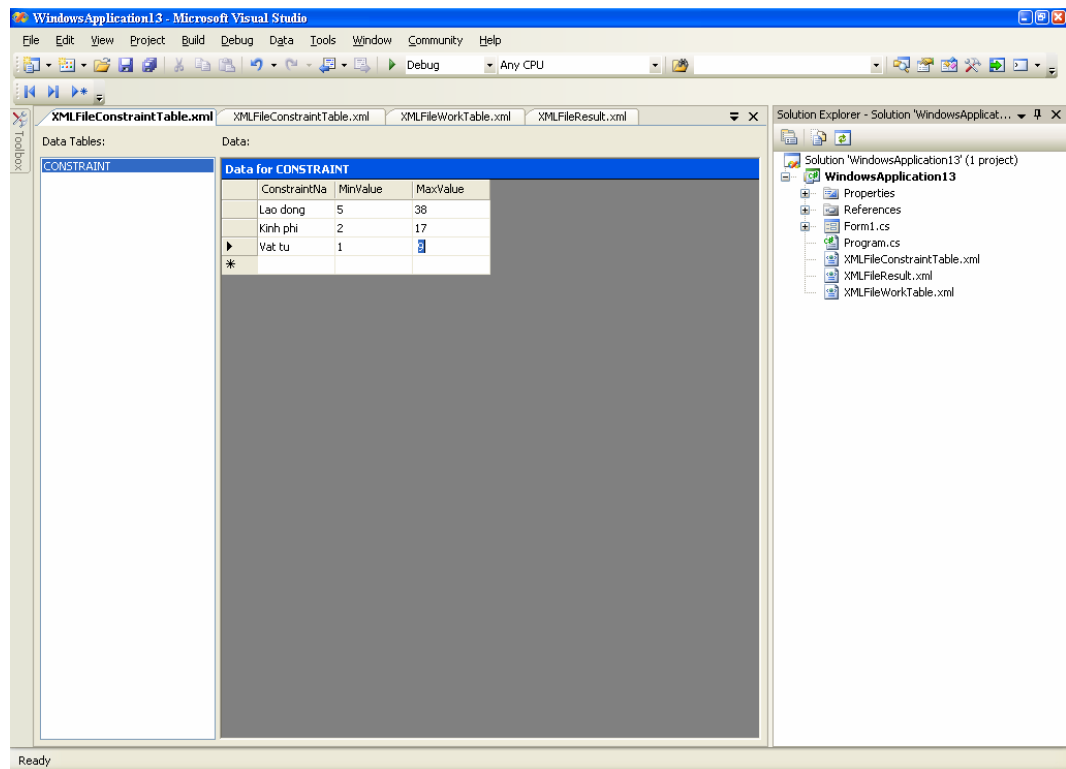 WindowsApplication13 - Microsoft Visual Studio
File Edit View Project Build Debug Data Tools Window Community Help
Debug Any CPU
Toolbox
XMLFileConstraintTable.xml XMLFileConstraintTable.xml XMLFileWorkTable.xml XMLFileResult.xml
Data Tables: Data:
CONSTRAINT
Data for CONSTRAINT
ConstraintNa MinValue MaxValue
Lao dong 5 38
Kinh phi 2 17
Vat tu 1
Solution Explorer - Solution 'WindowsApplicat...
Solution 'WindowsApplication13' (1 project)
WindowsApplication13
Properties
References
Form1.cs
Program.cs
XMLFileConstraintTable.xml
XMLFileResult.xml
XMLFileWorkTable.xml
Ready